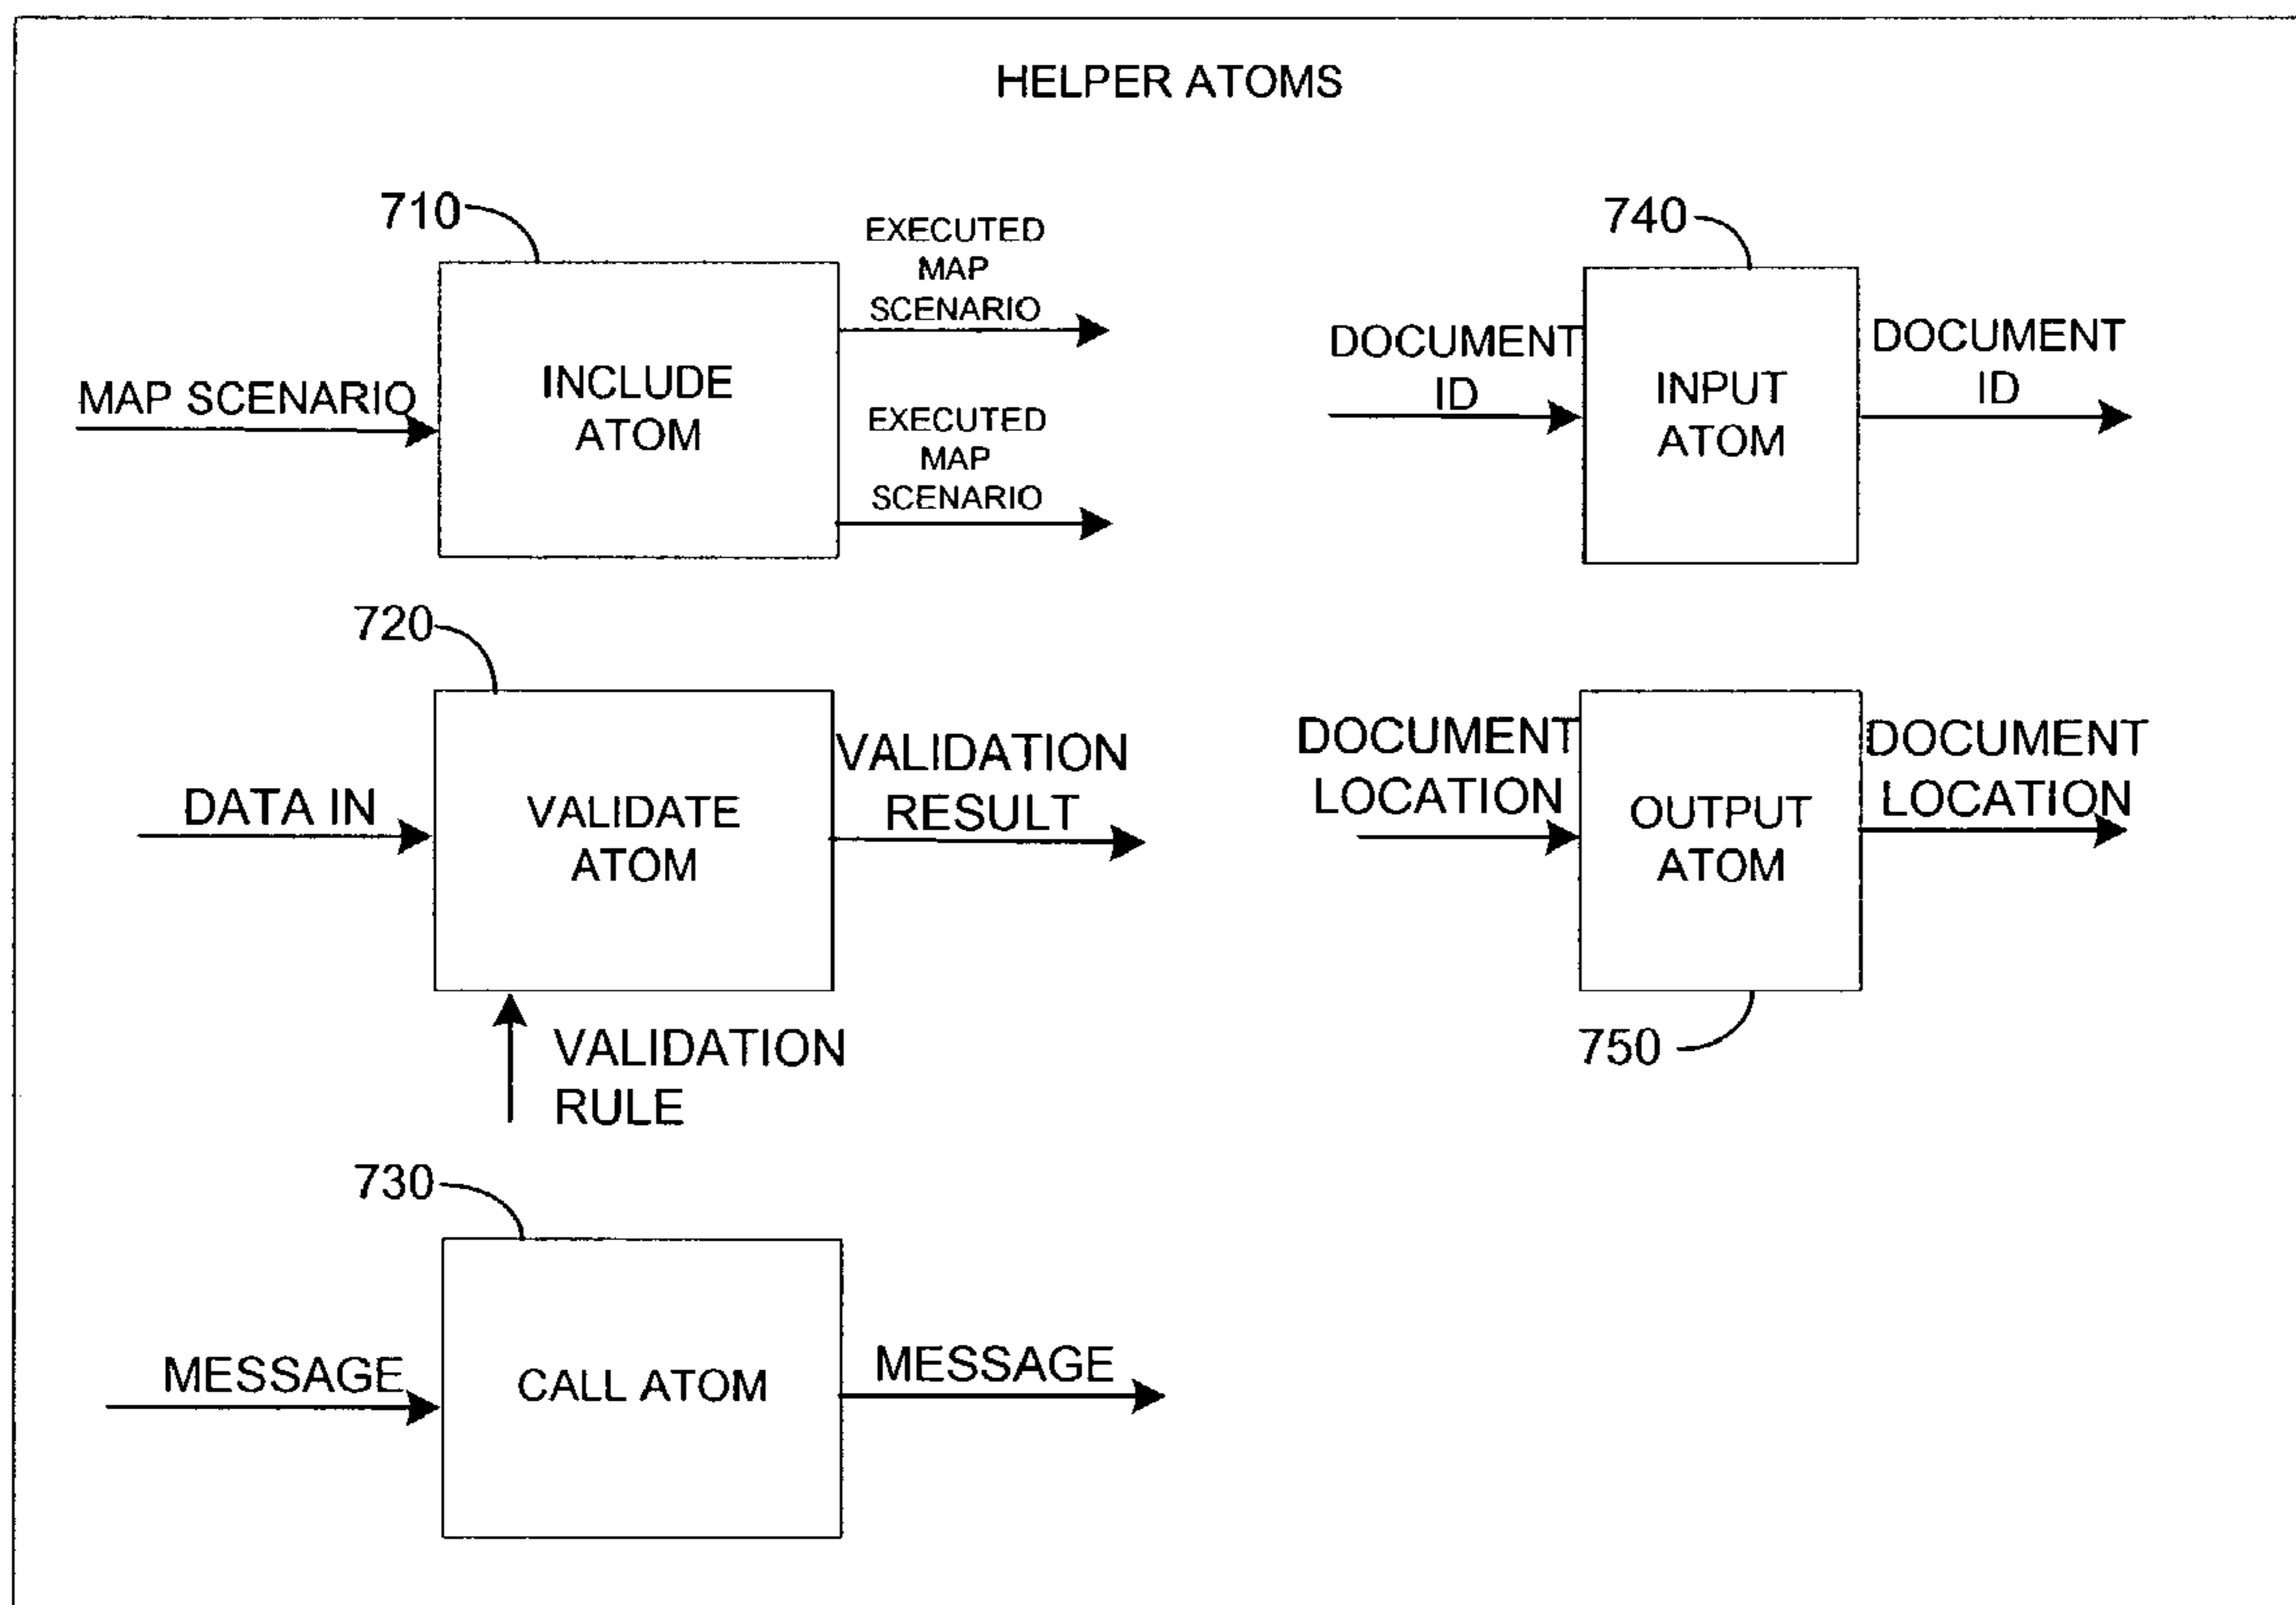 HELPER ATOMS
710
EXECUTED
MAP
SCENARIO
MAP SCENARIO
INCLUDE
ATOM
EXECUTED
MAP
SCENARIO
740
DOCUMENT
ID
INPUT
ATOM
DOCUMENT
ID
720
DATA IN
VALIDATE
ATOM
VALIDATION
RESULT
VALIDATION
RULE
DOCUMENT
LOCATION
OUTPUT
ATOM
DOCUMENT
LOCATION
750
730
MESSAGE
CALL ATOM
MESSAGE